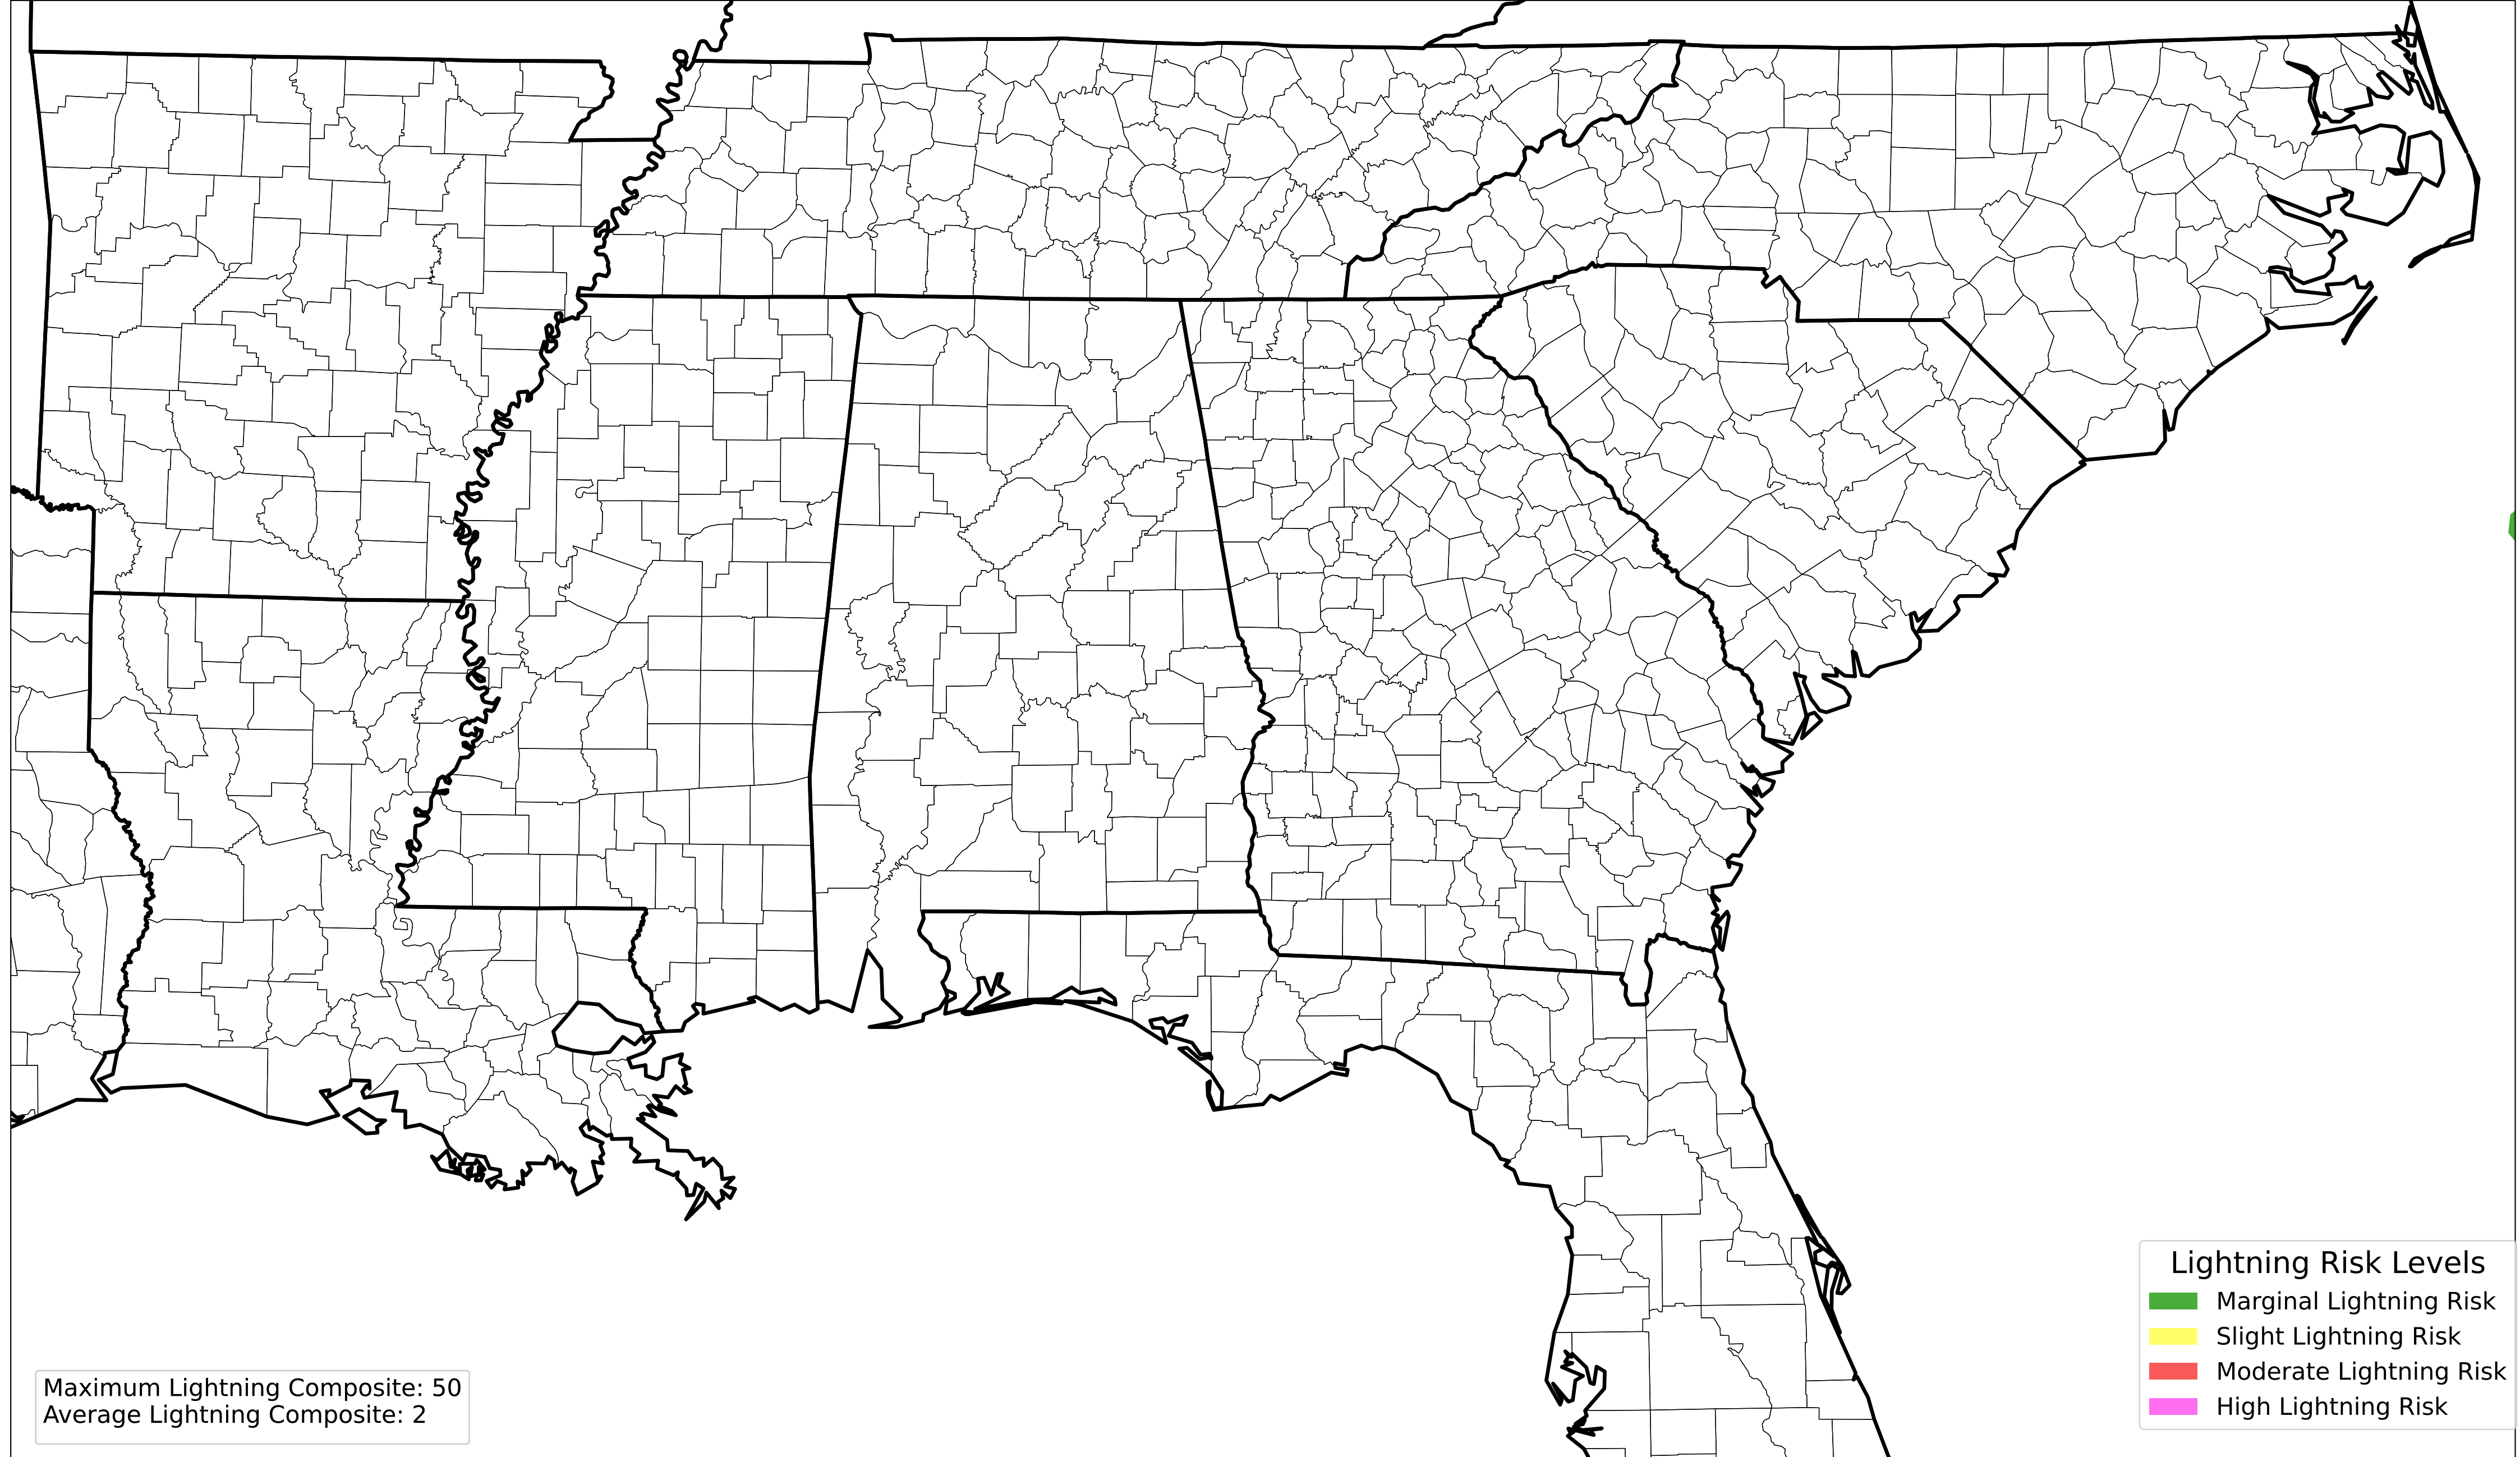 Lightning Risk Levels
Marginal Lightning Risk
Slight Lightning Risk
Moderate Lightning Risk
High Lightning Risk
Maximum Lightning Composite: 50
Average Lightning Composite: 2